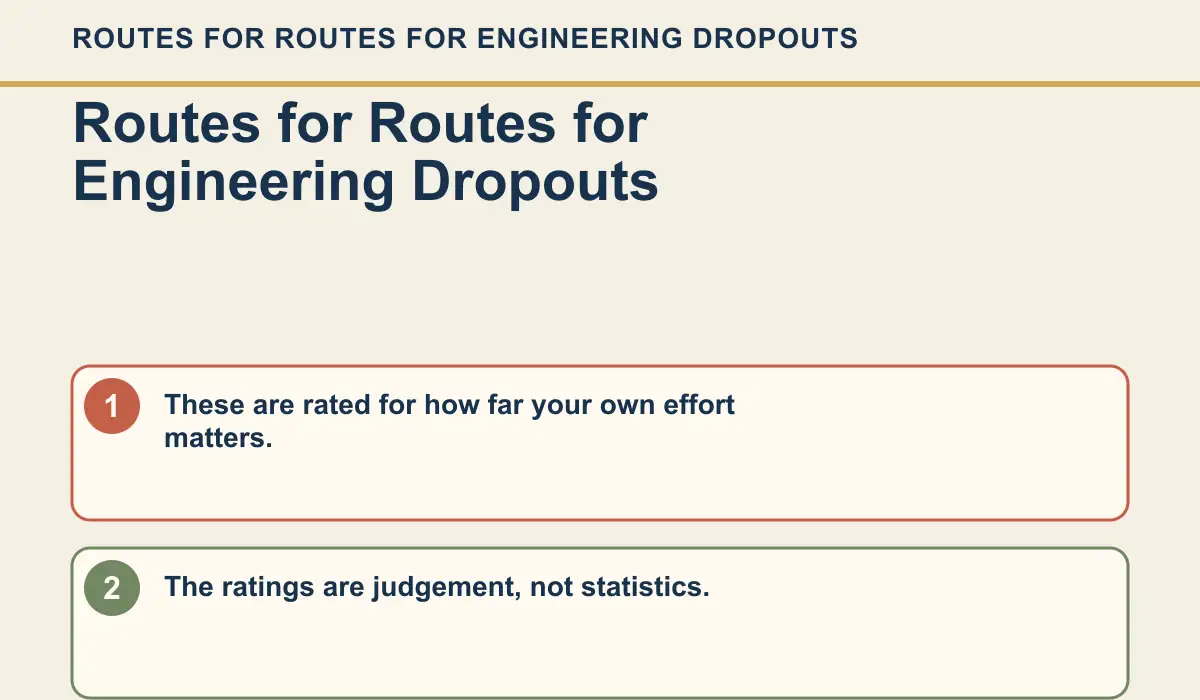 ROUTES FOR ROUTES FOR ENGINEERING DROPOUTS
Routes for Routes for
Engineering Dropouts
1
These are rated for how far your own effort
matters.
2
The ratings are judgement, not statistics.